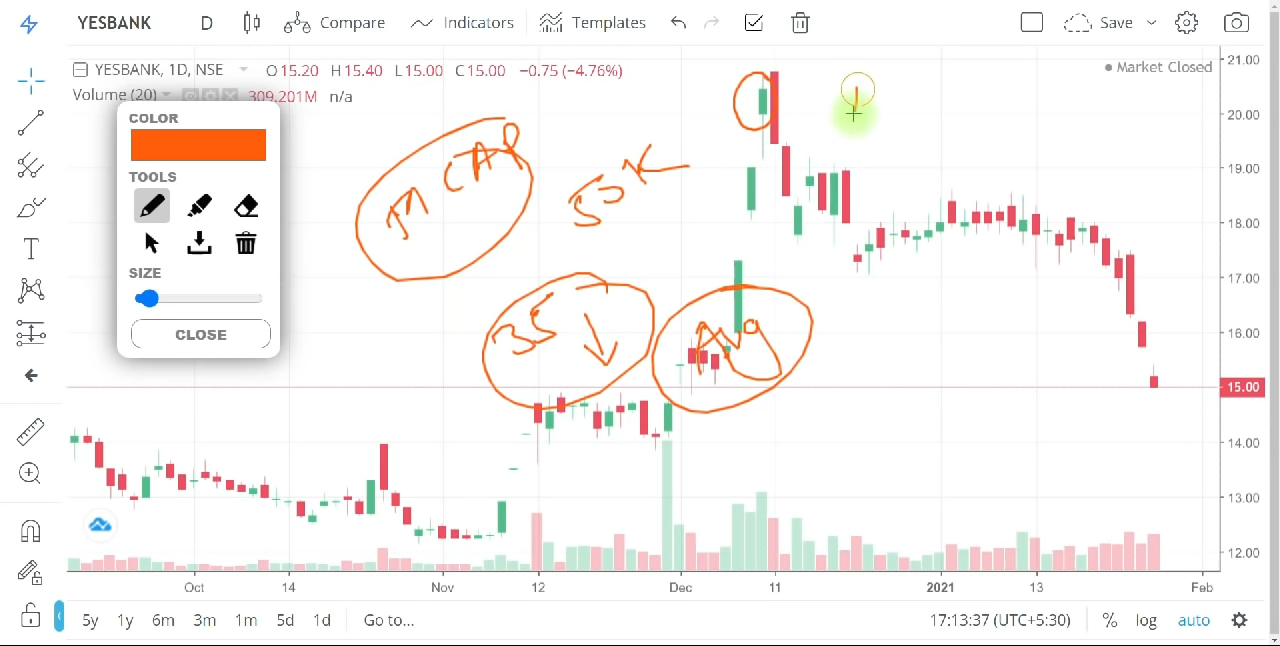 YESBANK D Compare Indicators Templates Save
YESBANK, 1D, NSE O15.20 H15.40 L15.00 C15.00 −0.75 (−4.76%)
Market Closed
Volume (20) 309.201M n/a
COLOR
TOOLS
SIZE
CLOSE
M CAP
55K
35
Avg
21.00
20.00
19.00
18.00
17.00
16.00
15.00
14.00
13.00
12.00
Oct 14 Nov 12 Dec 11 2021 13 Feb
5y 1y 6m 3m 1m 5d 1d Go to... 17:13:37 (UTC+5:30) % log auto